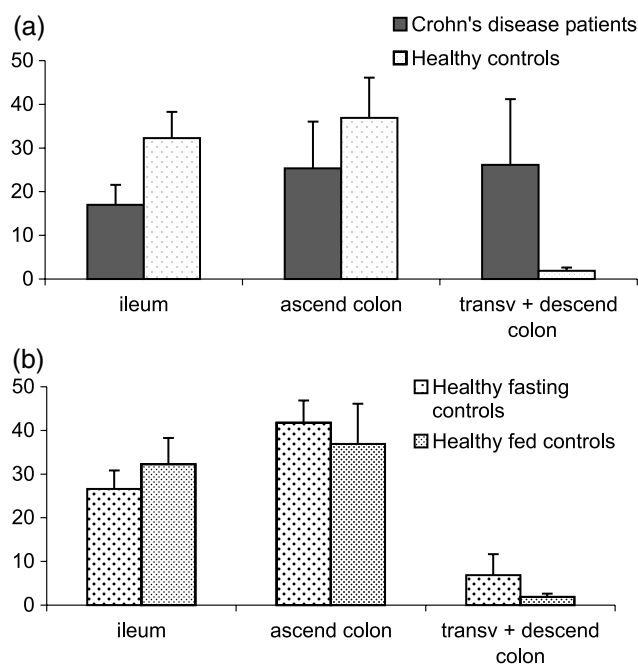 (a)
Crohn's disease patients
Healthy controls
50
40
30
20
10
0
ileum
ascend colon
transv + descend
colon
(b)
Healthy fasting
controls
Healthy fed controls
50
40
30
20
10
0
ileum
ascend colon
transv + descend
colon